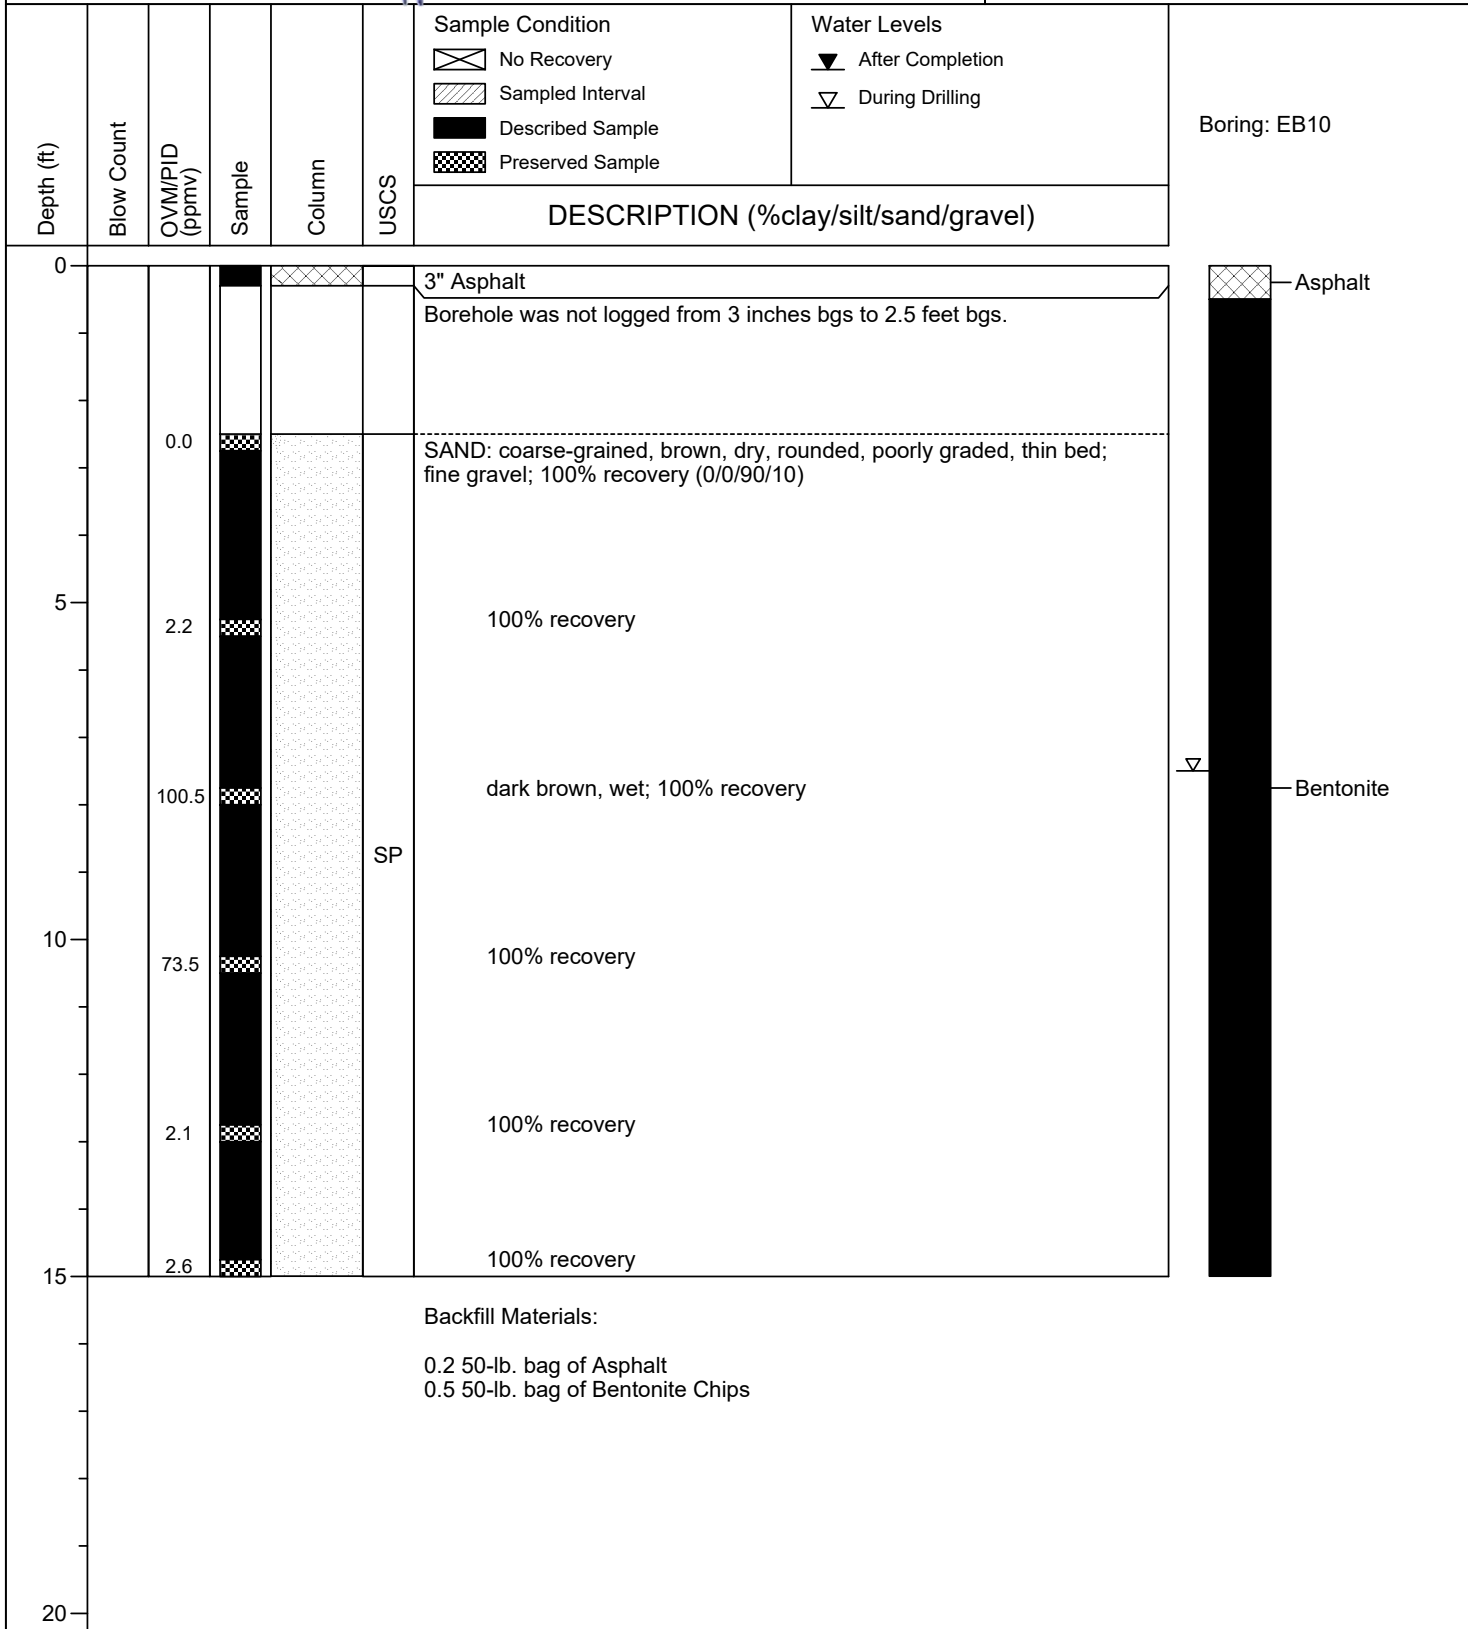 Sample Condition
No Recovery
Sampled Interval
Described Sample
Preserved Sample
Water Levels
After Completion
During Drilling
Boring: EB10
Depth (ft)
Blow Count
OVM/PID
(ppmv)
Sample
Column
USCS
DESCRIPTION (%clay/silt/sand/gravel)
0
3" Asphalt
Asphalt
Borehole was not logged from 3 inches bgs to 2.5 feet bgs.
0.0
SAND: coarse-grained, brown, dry, rounded, poorly graded, thin bed;
fine gravel; 100% recovery (0/0/90/10)
5
2.2
100% recovery
100.5
dark brown, wet; 100% recovery
Bentonite
SP
10
73.5
100% recovery
2.1
100% recovery
2.6
100% recovery
15
Backfill Materials:
0.2 50-lb. bag of Asphalt
0.5 50-lb. bag of Bentonite Chips
20